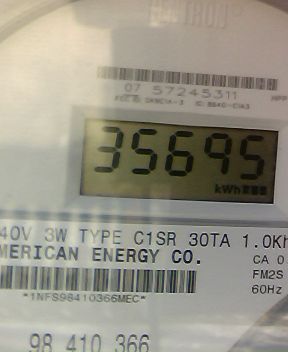 07 57245311
35695
kWh
40V 3W TYPE C1SR 30TA 1.0Kh
MERICAN ENERGY CO.
CA 0
FM2S
60Hz
*1NFS98410366MEC*
98 410 366